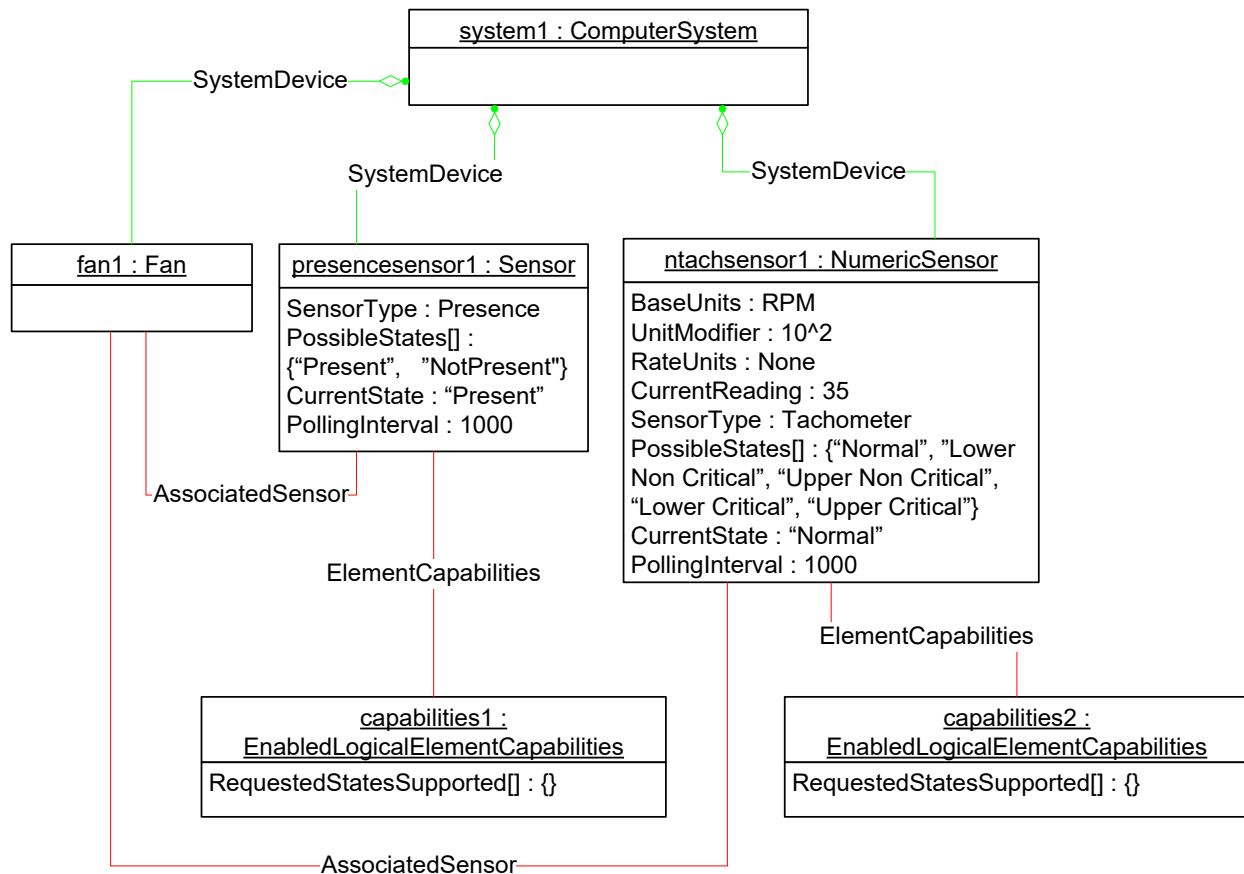 system1 : ComputerSystem
SystemDevice
SystemDevice
SystemDevice
fan1 : Fan
presencesensor1 : Sensor
SensorType : Presence
PossibleStates[] :
{“Present”,   ”NotPresent"}
CurrentState : “Present”
PollingInterval : 1000
ntachsensor1 : NumericSensor
BaseUnits : RPM
UnitModifier : 10^2
RateUnits : None
CurrentReading : 35
SensorType : Tachometer
PossibleStates[] : {“Normal”, ”Lower
Non Critical”, “Upper Non Critical”,
“Lower Critical”, “Upper Critical”}
CurrentState : “Normal”
PollingInterval : 1000
AssociatedSensor
ElementCapabilities
ElementCapabilities
capabilities1 :
EnabledLogicalElementCapabilities
RequestedStatesSupported[] : {}
capabilities2 :
EnabledLogicalElementCapabilities
RequestedStatesSupported[] : {}
AssociatedSensor